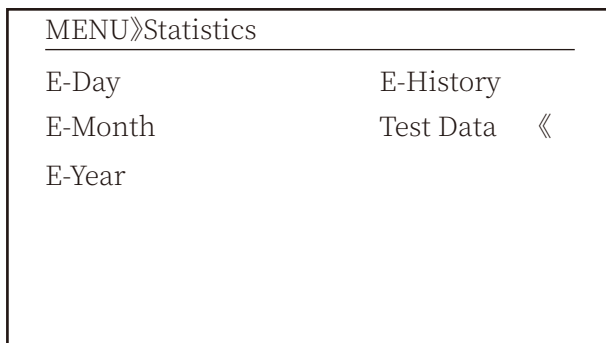 MENU》Statistics
E-Day E-History
E-Month Test Data 《
E-Year